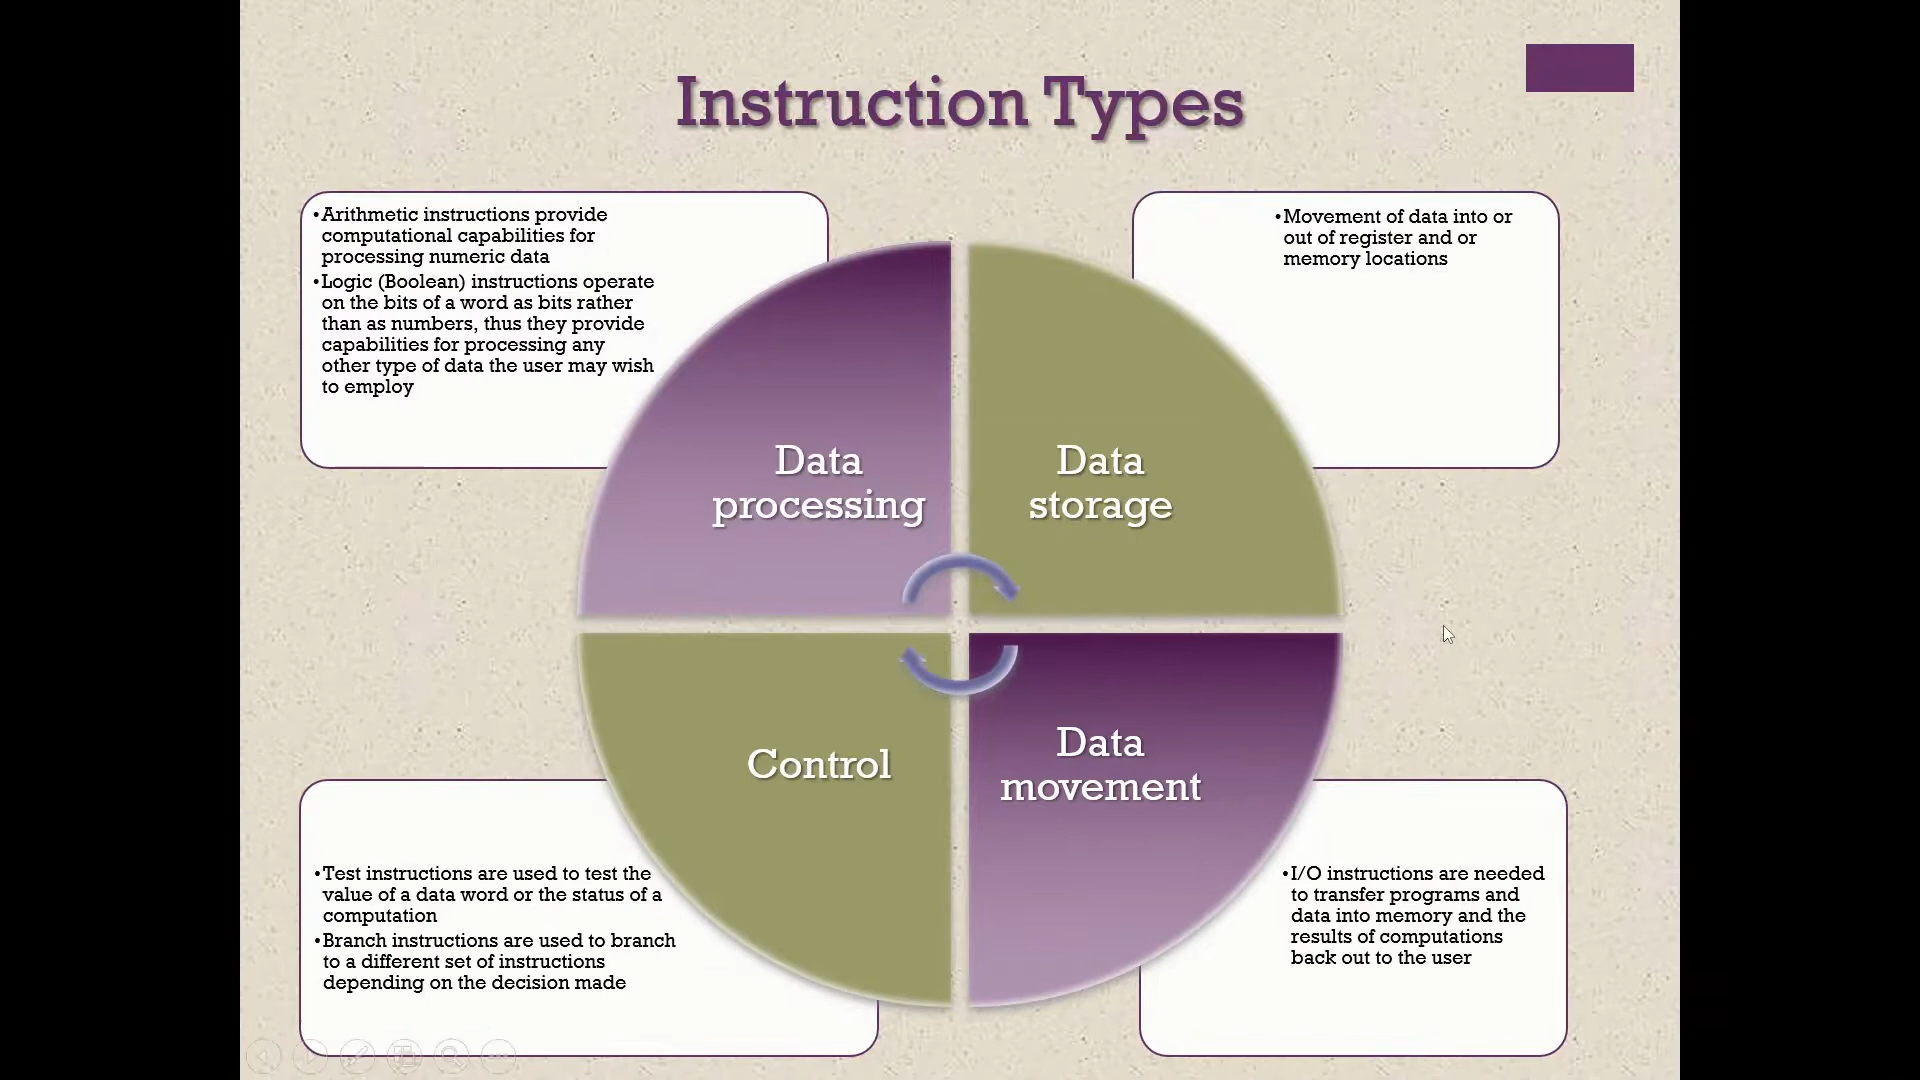 Instruction Types
•Arithmetic instructions provide
computational capabilities for
processing numeric data
•Logic (Boolean) instructions operate
on the bits of a word as bits rather
than as numbers, thus they provide
capabilities for processing any
other type of data the user may wish
to employ
•Movement of data into or
out of register and or
memory locations
Data
processing
Data
storage
Control
Data
movement
•Test instructions are used to test the
value of a data word or the status of a
computation
•Branch instructions are used to branch
to a different set of instructions
depending on the decision made
•I/O instructions are needed
to transfer programs and
data into memory and the
results of computations
back out to the user